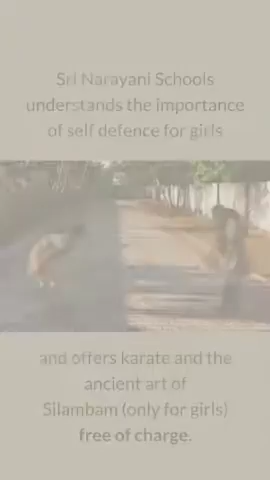 Sri Narayani Schools
understands the importance
of self defence for girls
and offers karate and the
ancient art of
Silambam (only for girls)
free of charge.